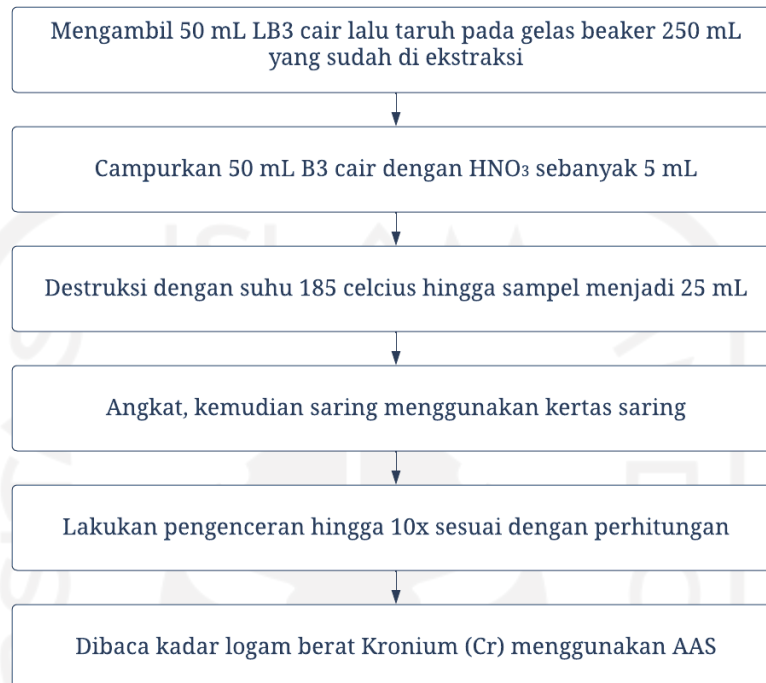 Mengambil 50 mL LB3 cair lalu taruh pada gelas beaker 250 mL
yang sudah di ekstraksi
Campurkan 50 mL B3 cair dengan HNO₃ sebanyak 5 mL
Destruksi dengan suhu 185 celcius hingga sampel menjadi 25 mL
Angkat, kemudian saring menggunakan kertas saring
Lakukan pengenceran hingga 10x sesuai dengan perhitungan
Dibaca kadar logam berat Kronium (Cr) menggunakan AAS